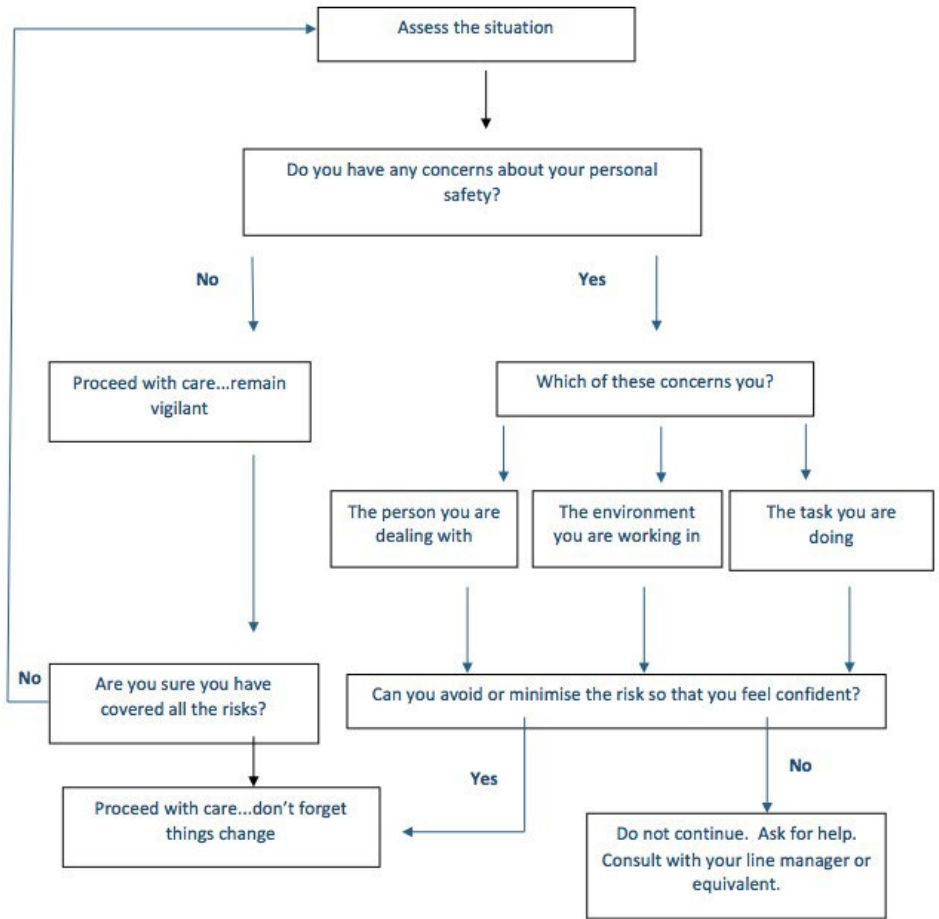 Assess the situation
Do you have any concerns about your personal
safety?
No
Yes
Proceed with care...remain
vigilant
Which of these concerns you?
The person you are
dealing with
The environment
you are working in
The task you are
doing
No
Are you sure you have
covered all the risks?
Can you avoid or minimise the risk so that you feel confident?
Yes
No
Proceed with care...don't forget
things change
Do not continue.  Ask for help.
Consult with your line manager or
equivalent.